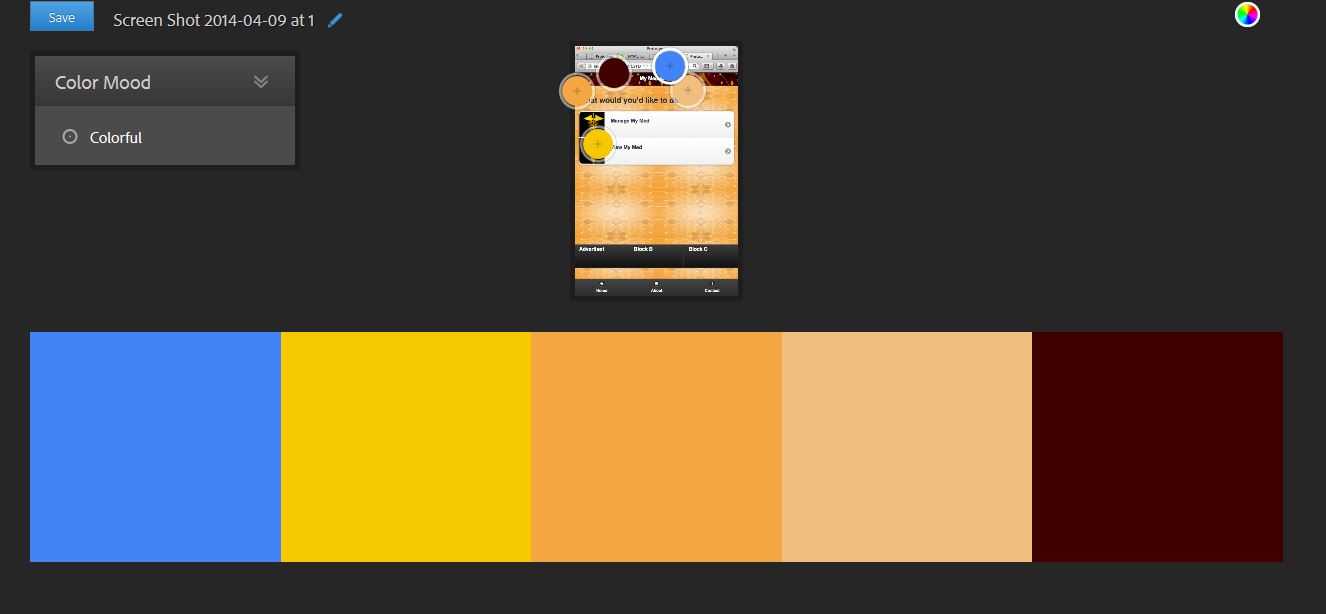 Save
Screen Shot 2014-04-09 at 1
Color Mood
Colorful
My Med
at would you'd like to do
Manage My Med
iew My Med
Advertiset
Block B
Block C
Home
About
Contact